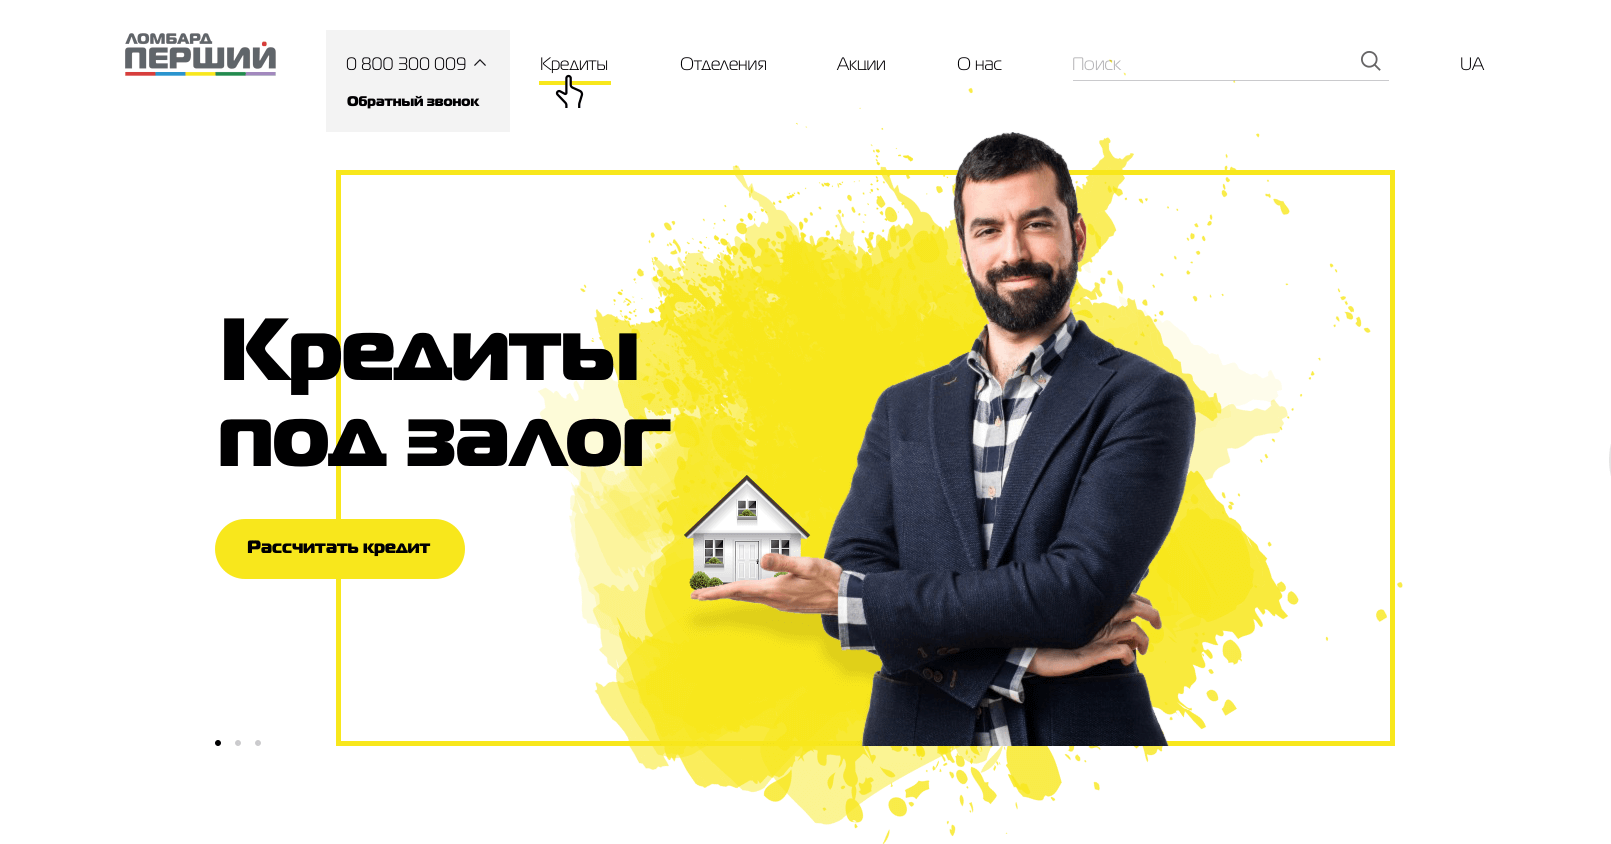 ЛОМБАРД
ПЕРШИЙ
0 800 300 009
Обратный звонок
Кредиты
Отделения
Акции
О нас
Поиск
UA
Кредиты
под залог
Рассчитать кредит